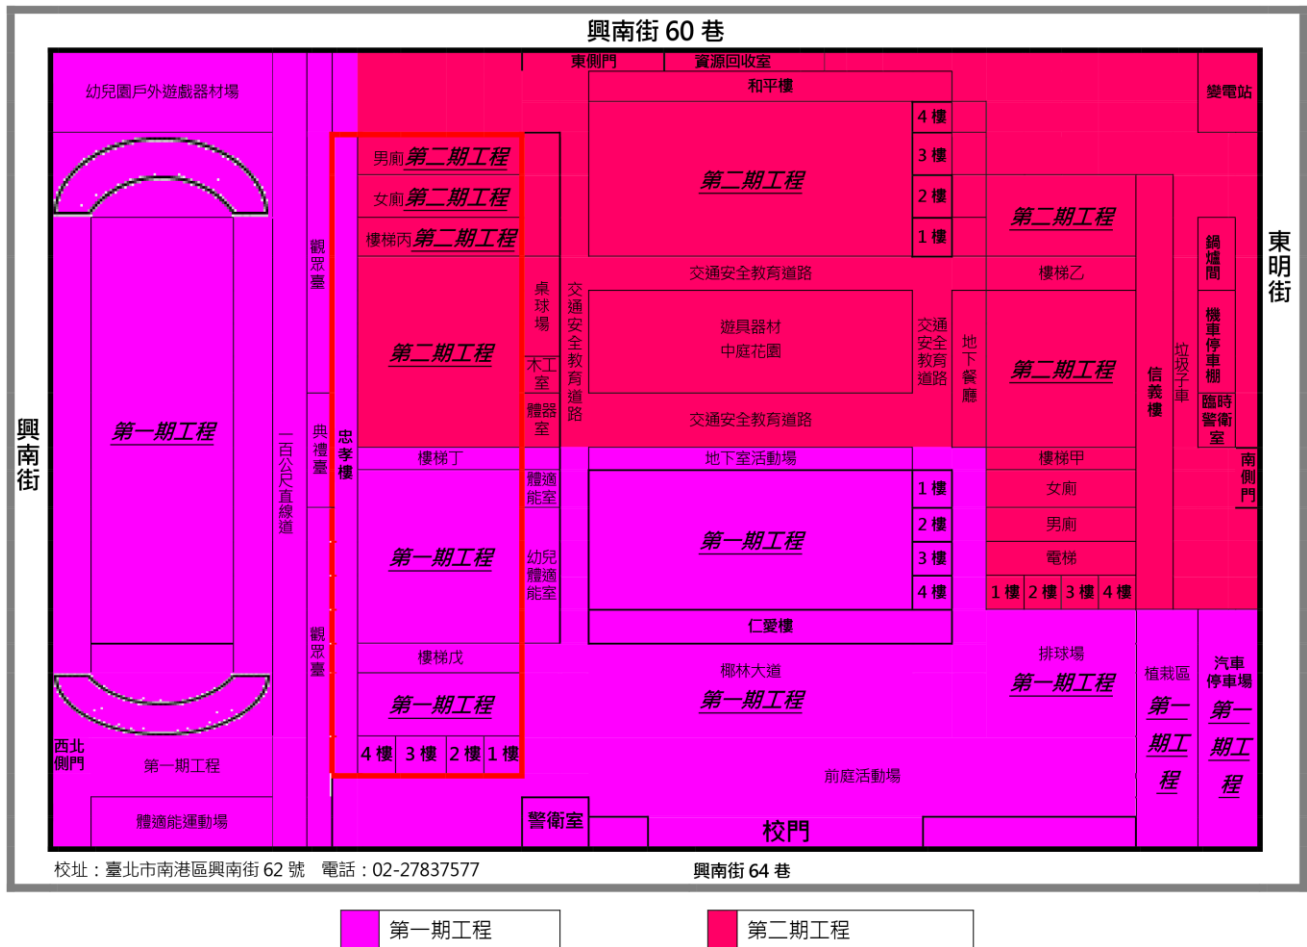 興南街 60 巷
東側門
資源回收室
和平樓
幼兒園戶外遊戲器材場
變電站
4 樓
3 樓
2 樓
1 樓
男廁第二期工程
女廁第二期工程
樓梯丙第二期工程
第二期工程
第二期工程
觀眾臺
鍋爐間
東明街
交通安全教育道路
樓梯乙
桌球場
交通安全教育道路
遊具器材
中庭花園
交通安全教育道路
地下餐廳
第二期工程
第二期工程
木工室
體器室
信義樓
垃圾子車
機車停車棚
臨時警衛室
交通安全教育道路
興南街
第一期工程
一百公尺直線道
典禮臺
忠孝樓
樓梯丁
地下室活動場
樓梯甲
南側門
體適能室
女廁
男廁
電梯
1 樓
2 樓
3 樓
4 樓
第一期工程
第一期工程
幼兒體適能室
1 樓 2 樓 3 樓 4 樓
仁愛樓
觀眾臺
樓梯戊
第一期工程
椰林大道
第一期工程
排球場
第一期工程
植栽區
第一期工程
汽車停車場
第一期工程
4 樓 3 樓 2 樓 1 樓
西北側門
第一期工程
前庭活動場
體適能運動場
警衛室
校門
校址：臺北市南港區興南街 62 號 電話：02-27837577
興南街 64 巷
第一期工程
第二期工程